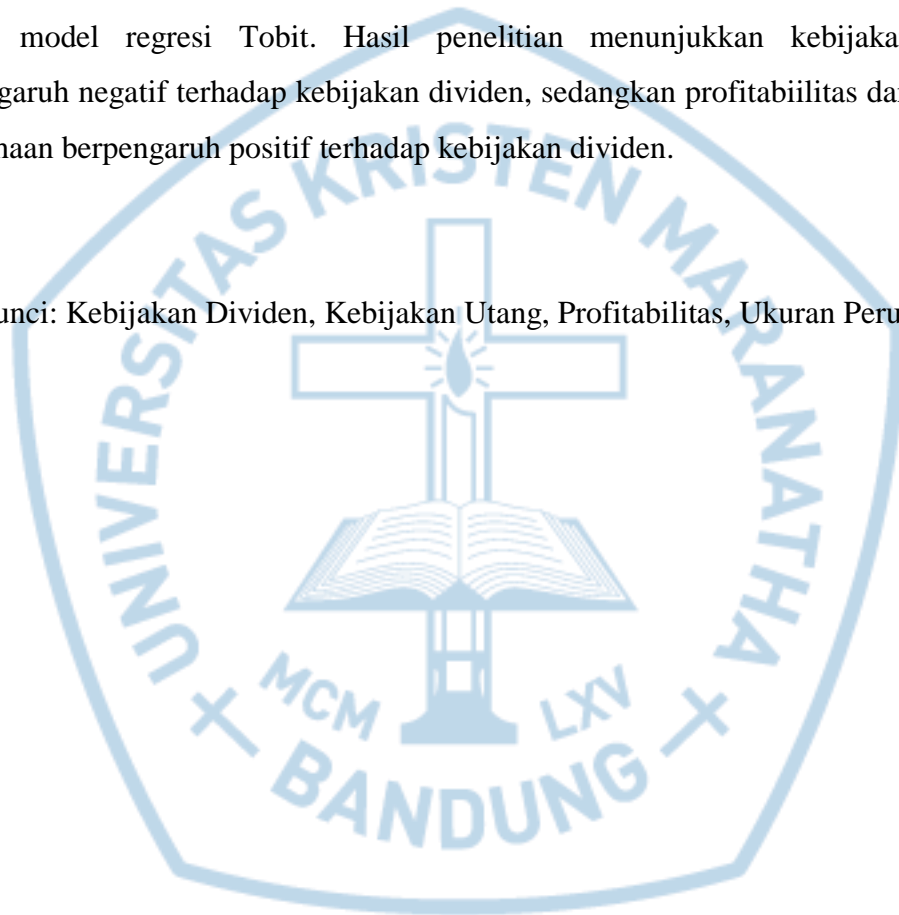 model regresi Tobit. Hasil penelitian menunjukkan kebijaka
garuh negatif terhadap kebijakan dividen, sedangkan profitabiilitas da
naan berpengaruh positif terhadap kebijakan dividen.
unci: Kebijakan Dividen, Kebijakan Utang, Profitabilitas, Ukuran Peru
UNIVERSITAS KRISTEN MARANATHA
MCM LXV
BANDUNG